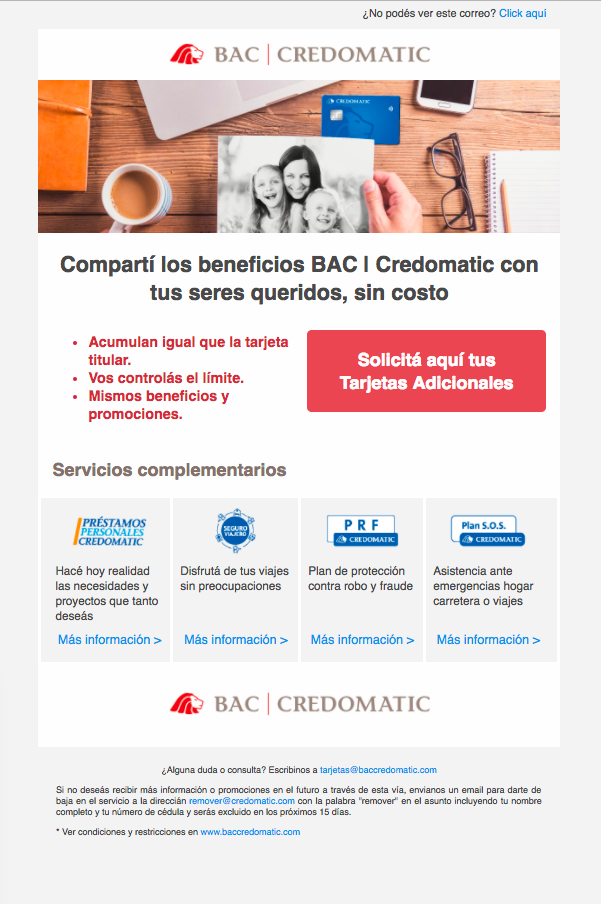 ¿No podés ver este correo? Click aquí
BAC | CREDOMATIC
CREDOMATIC
Compartí los beneficios BAC | Credomatic con
tus seres queridos, sin costo
• Acumulan igual que la tarjeta
titular.
• Vos controlás el límite.
• Mismos beneficios y
promociones.
Solicitá aquí tus
Tarjetas Adicionales
Servicios complementarios
PRÉSTAMOS
PERSONALES
CREDOMATIC
Hacé hoy realidad
las necesidades y
proyectos que tanto
deseás
Más información >
SEGURO
VIAJERO
Disfrutá de tus viajes
sin preocupaciones
Más información >
PRF
CREDOMATIC
Plan de protección
contra robo y fraude
Más información >
Plan S.O.S.
CREDOMATIC
Asistencia ante
emergencias hogar
carretera o viajes
Más información >
BAC | CREDOMATIC
¿Alguna duda o consulta? Escribinos a tarjetas@baccredomatic.com
Si no deseás recibir más información o promociones en el futuro a través de esta vía, envianos un email para darte de
baja en el servicio a la direccián remover@credomatic.com con la palabra "remover" en el asunto incluyendo tu nombre
completo y tu número de cédula y serás excluido en los próximos 15 días.
* Ver condiciones y restricciones en www.baccredomatic.com